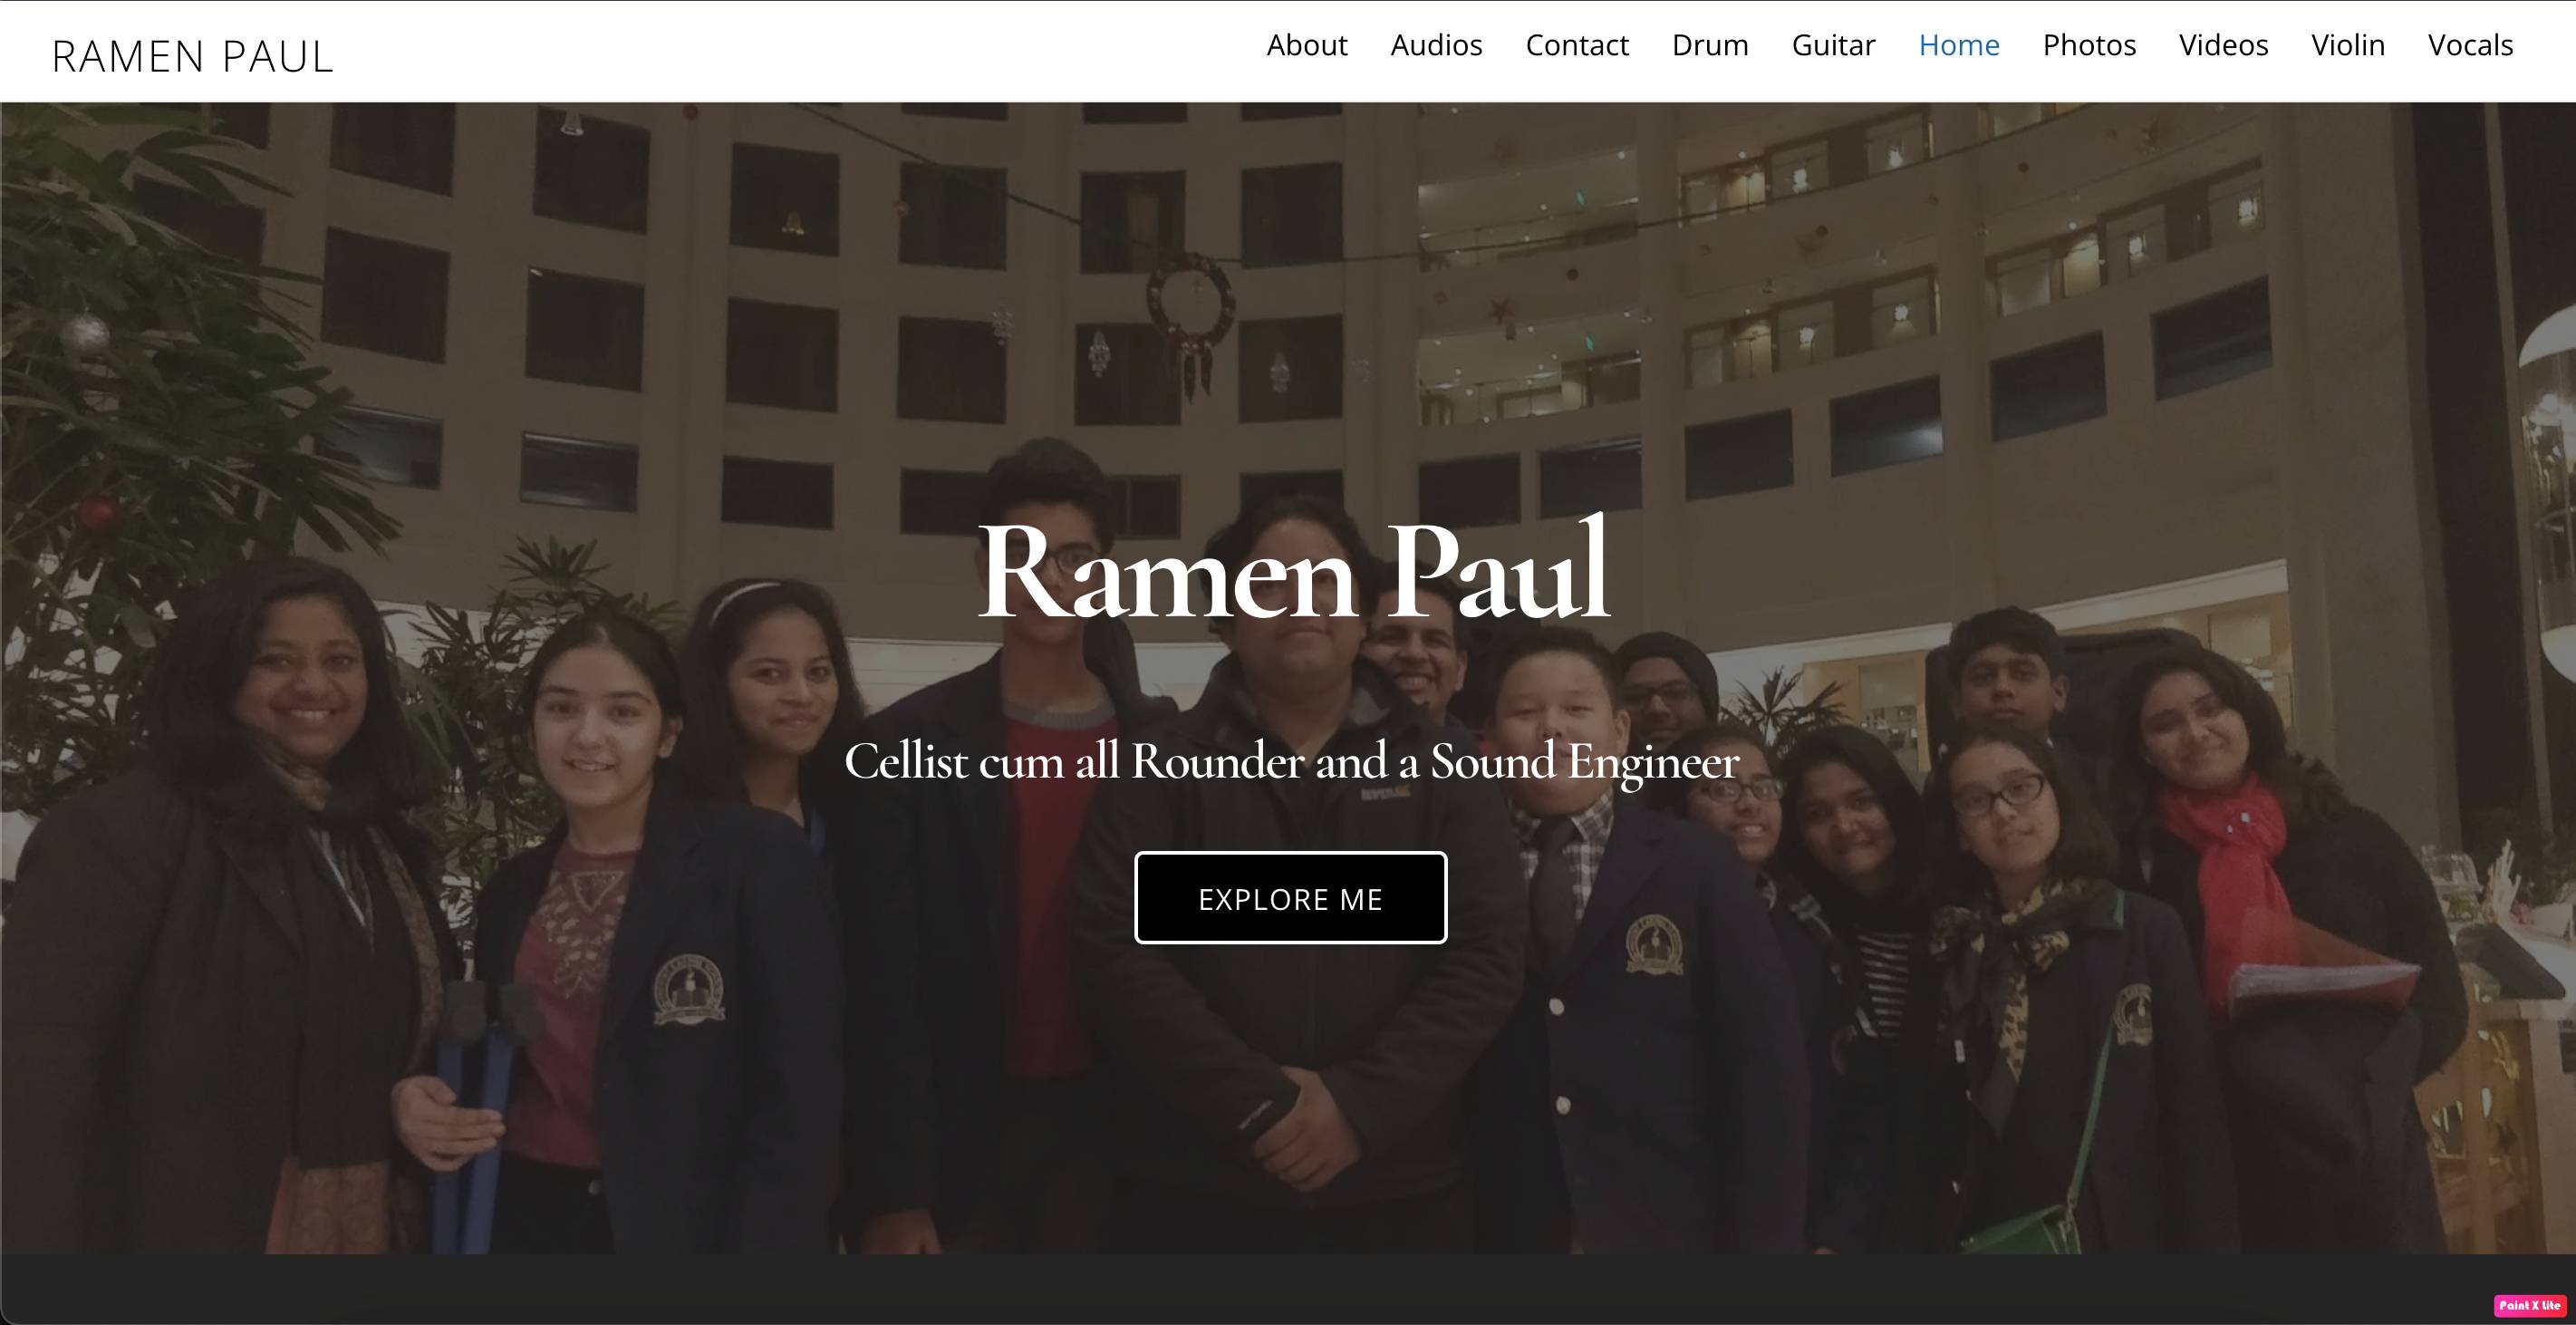 RAMEN PAUL
About Audios Contact Drum Guitar Home Photos Videos Violin Vocals
Ramen Paul
Cellist cum all Rounder and a Sound Engineer
EXPLORE ME
Paint X Lite